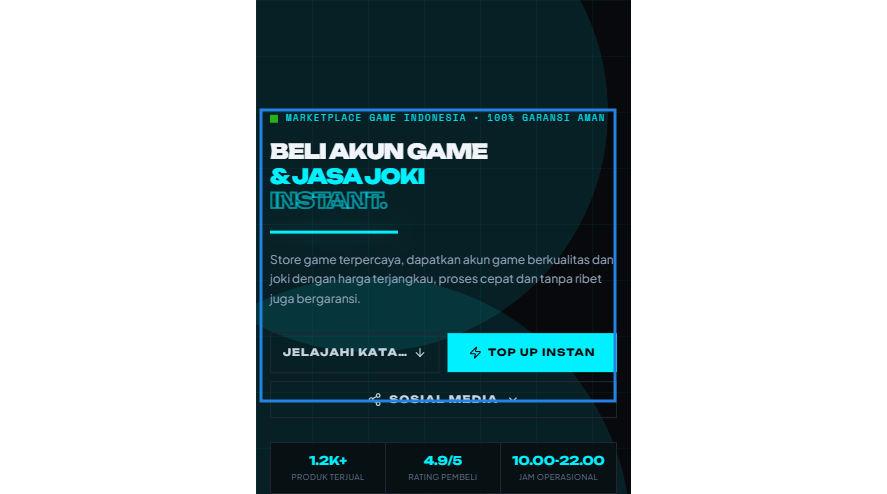 MARKETPLACE GAME INDONESIA • 100% GARANSI AMAN
BELI AKUN GAME
& JASA JOKI
INSTANT.
Store game terpercaya, dapatkan akun game berkualitas dan
joki dengan harga terjangkau, proses cepat dan tanpa ribet
juga bergaransi.
JELAJAHI KATA... TOP UP INSTAN
SOSIAL MEDIA
1.2K+ 4.9/5 10.00-22.00
PRODUK TERJUAL RATING PEMBELI JAM OPERASIONAL